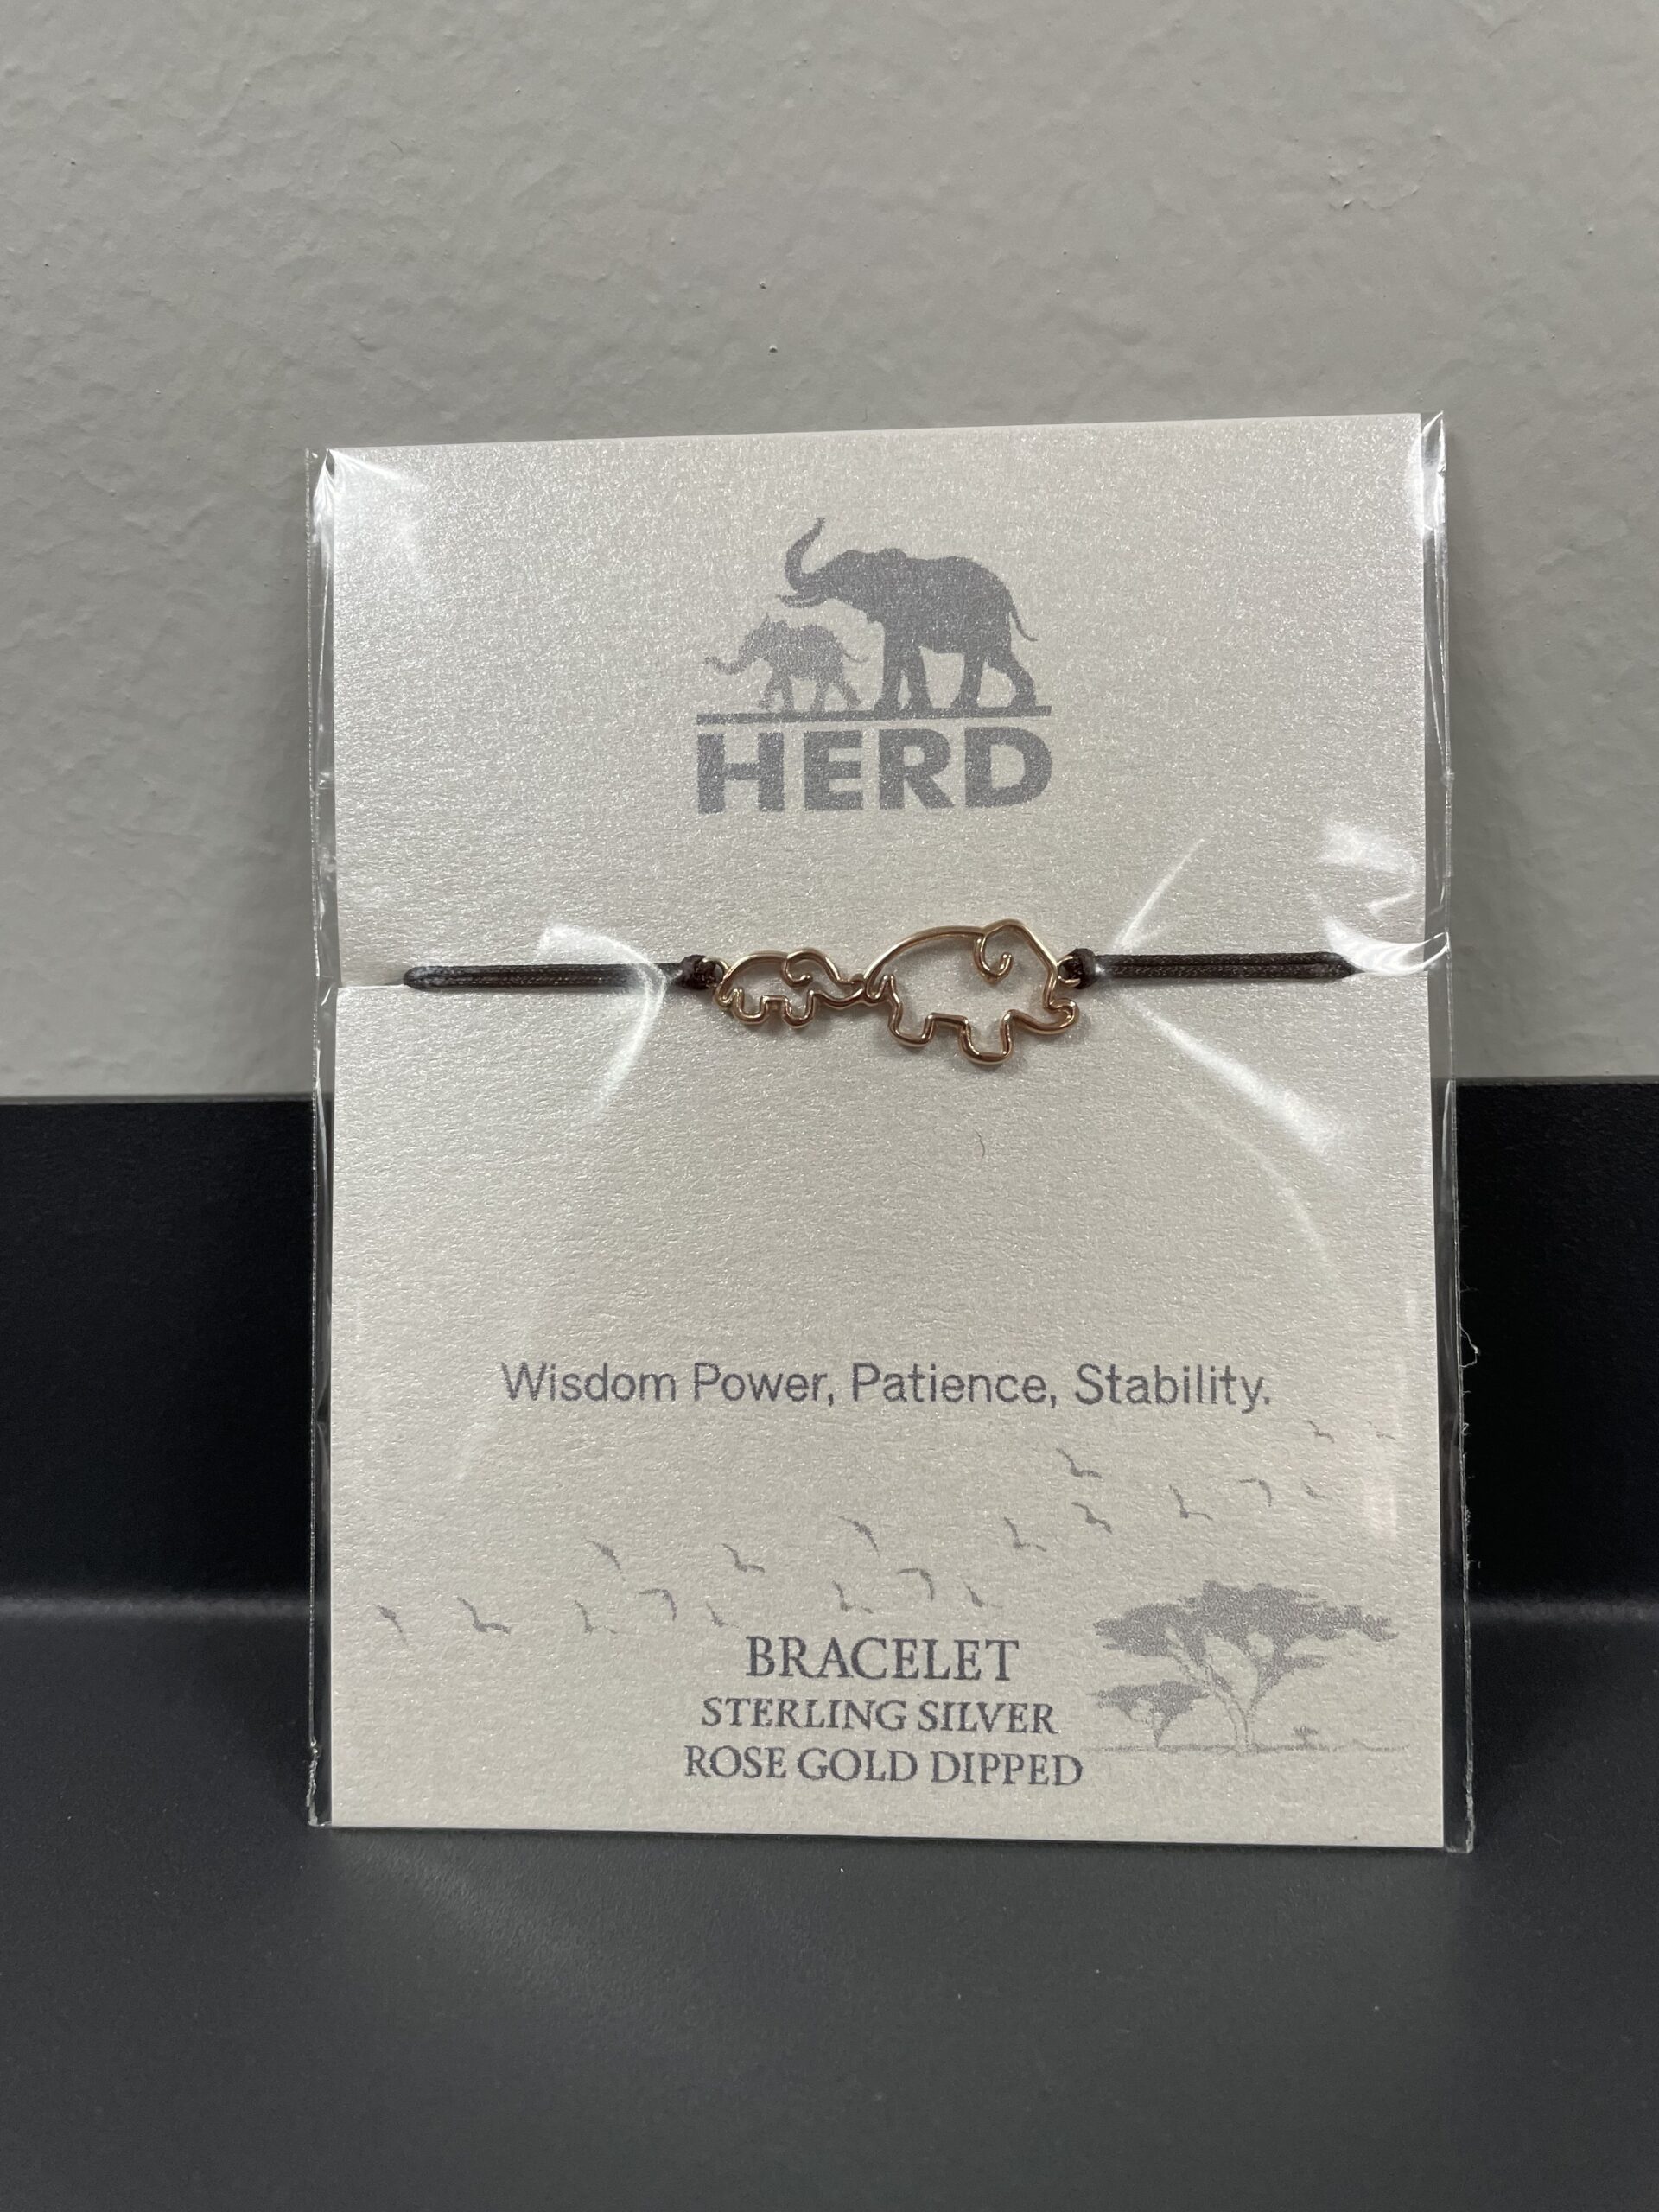 HERD
Wisdom Power, Patience, Stability.
BRACELET
STERLING SILVER
ROSE GOLD DIPPED